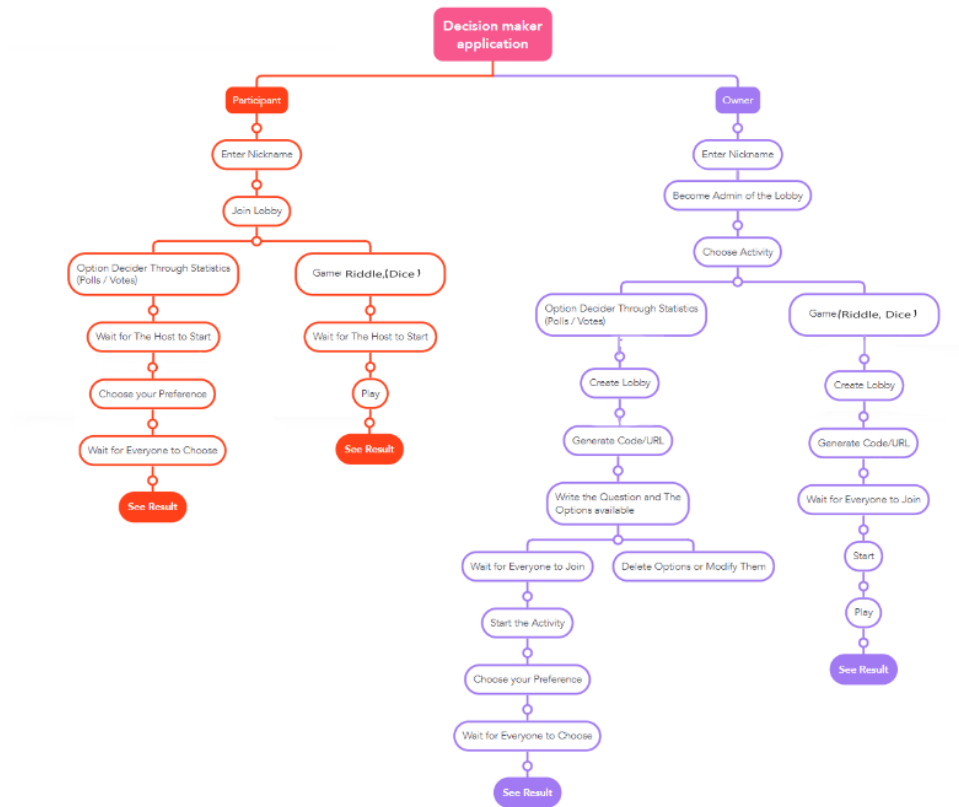 Decision maker
application
Participant
Owner
Enter Nickname
Join Lobby
Option Decider Through Statistics
(Polls / Votes)
Wait for The Host to Start
Choose your Preference
Wait for Everyone to Choose
See Result
Game Riddle,(Dice)
Wait for The Host to Start
Play
See Result
Enter Nickname
Become Admin of the Lobby
Choose Activity
Option Decider Through Statistics
(Polls / Votes)
Create Lobby
Generate Code/URL
Write the Question and The
Options available
Wait for Everyone to Join
Delete Options or Modify Them
Start the Activity
Choose your Preference
Wait for Everyone to Choose
See Result
Game(Riddle, Dice)
Create Lobby
Generate Code/URL
Wait for Everyone to Join
Start
Play
See Result